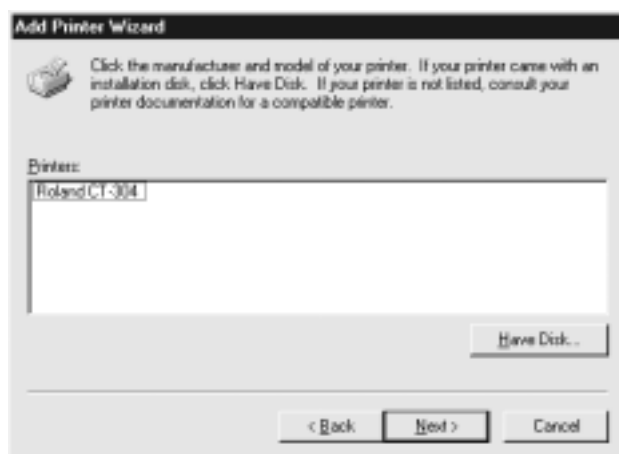 Add Printer Wizard
Click the manufacturer and model of your printer. If your printer came with an
installation disk, click Have Disk. If your printer is not listed, consult your
printer documentation for a compatible printer.
Printers:
Roland CT-304
Have Disk...
< Back
Next >
Cancel